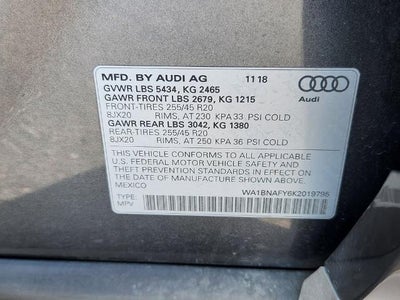 MFD. BY AUDI AG 11 18
GVWR LBS 5434, KG 2465
GAWR FRONT LBS 2679, KG 1215
FRONT-TIRES 255/45 R20
8JX20 RIMS, AT 230 KPA 33 PSI COLD
GAWR REAR LBS 3042, KG 1380
REAR-TIRES 255/45 R20
8JX20 RIMS, AT 250 KPA 36 PSI COLD
Audi
THIS VEHICLE CONFORMS TO ALL APPLICABLE
U.S. FEDERAL MOTOR VEHICLE SAFETY AND
THEFT PREVENTION STANDARDS IN EFFECT ON
THE DATE OF MANUFACTURE SHOWN ABOVE.
MEXICO
WA1BNAFY6K2019795
TYPE:
MPV